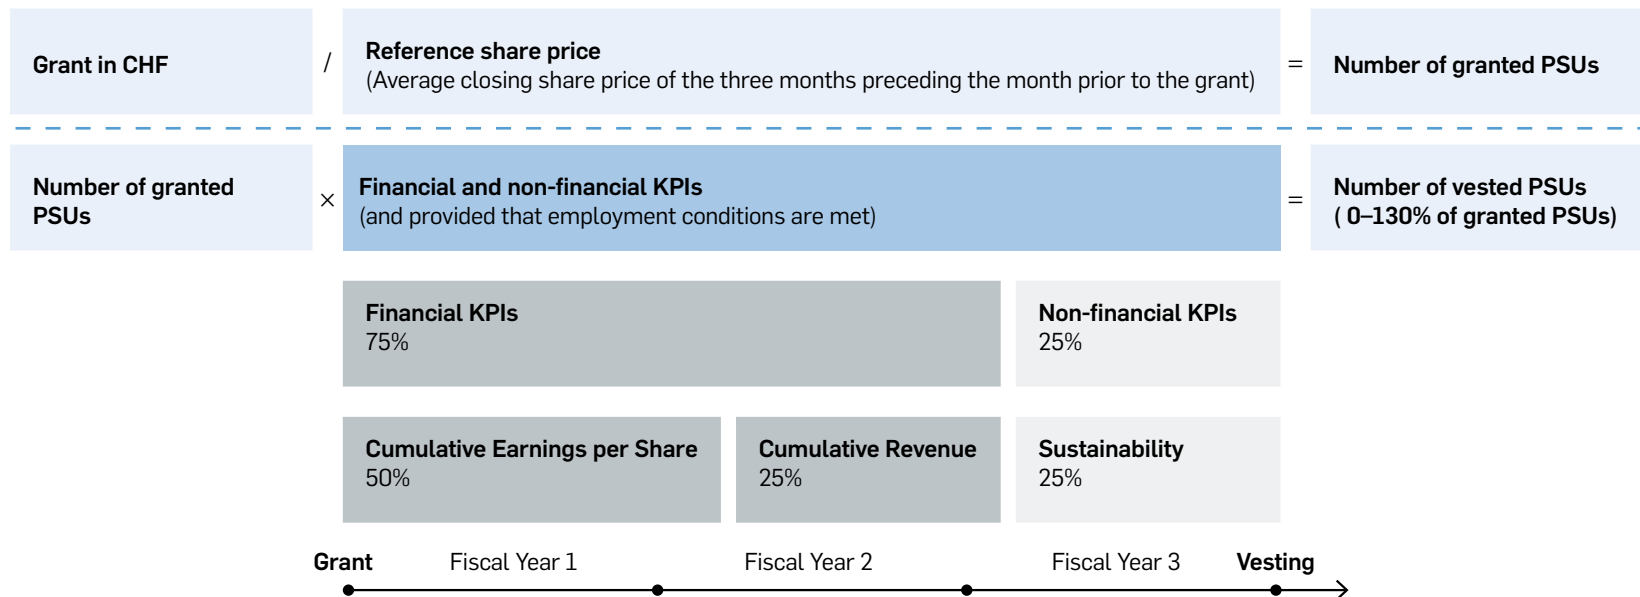 Grant in CHF / Reference share price = Number of granted PSUs
(Average closing share price of the three months preceding the month prior to the grant)
Number of granted PSUs × Financial and non-financial KPIs = Number of vested PSUs
(and provided that employment conditions are met) ( 0–130% of granted PSUs)
Financial KPIs Non-financial KPIs
75% 25%
Cumulative Earnings per Share Cumulative Revenue Sustainability
50% 25% 25%
Grant Fiscal Year 1 Fiscal Year 2 Fiscal Year 3 Vesting